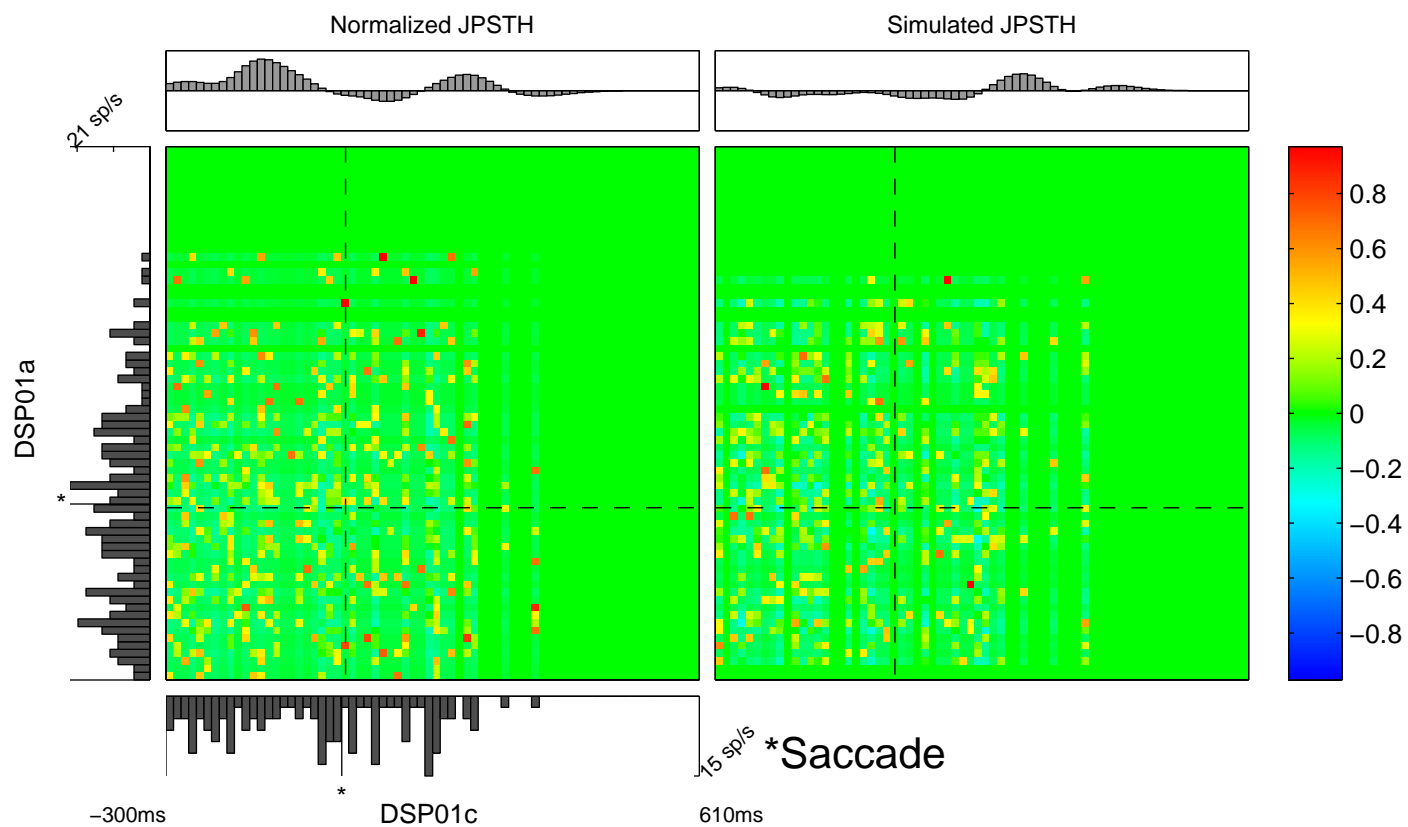 Normalized JPSTH
Simulated JPSTH
21 sp/s
DSP01a
*
0.8
0.6
0.4
0.2
0
−0.2
−0.4
−0.6
−0.8
15 sp/s
*Saccade
*
−300ms
DSP01c
610ms